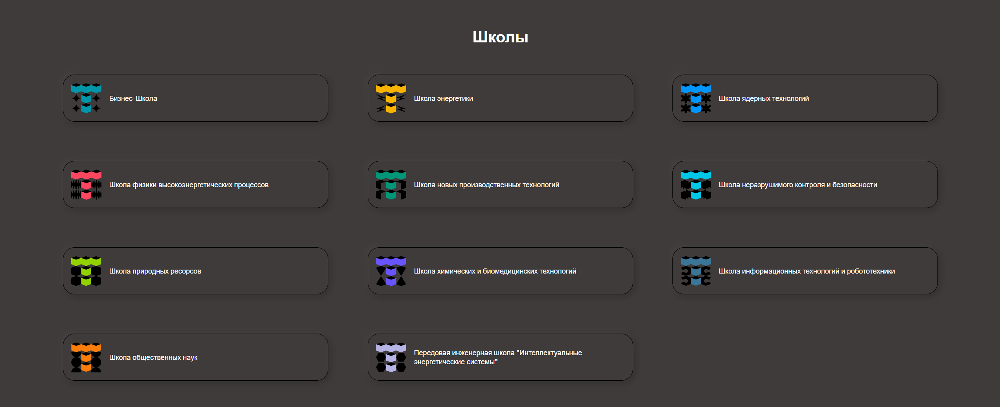 Школы
Бизнес-Школа
Школа энергетики
Школа ядерных технологий
Школа физики высокоэнергетических процессов
Школа новых производственных технологий
Школа неразрушимого контроля и безопасности
Школа природных ресорсов
Школа химических и биомедицинских технологий
Школа информационных технологий и робототехники
Школа общественных наук
Передовая инженерная школа ”Интеллектуальные
энергетические системы”